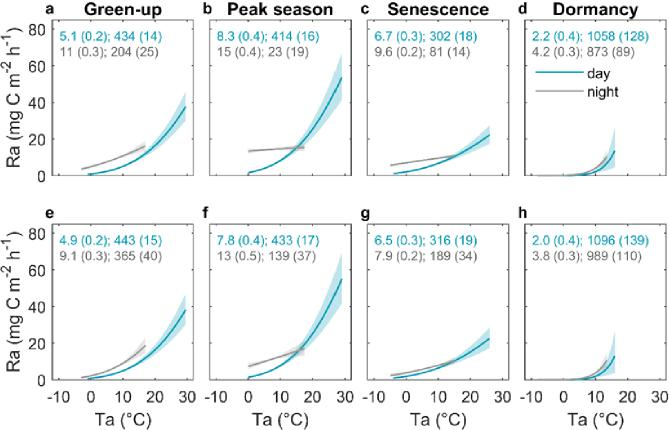 a Green-up
b Peak season
c Senescence
d Dormancy
5.1 (0.2); 434 (14)
11 (0.3); 204 (25)
8.3 (0.4); 414 (16)
15 (0.4); 23 (19)
6.7 (0.3); 302 (18)
9.6 (0.2); 81 (14)
2.2 (0.4); 1058 (128)
4.2 (0.3); 873 (89)
day
night
Ra (mg C m-2 h-1)
80
60
40
20
0
e
f
g
h
4.9 (0.2); 443 (15)
9.1 (0.3); 365 (40)
7.8 (0.4); 433 (17)
13 (0.5); 139 (37)
6.5 (0.3); 316 (19)
7.9 (0.2); 189 (34)
2.0 (0.4); 1096 (139)
3.8 (0.3); 989 (110)
Ra (mg C m-2 h-1)
80
60
40
20
0
-10 0 10 20 30
-10 0 10 20 30
-10 0 10 20 30
-10 0 10 20 30
Ta (°C)
Ta (°C)
Ta (°C)
Ta (°C)